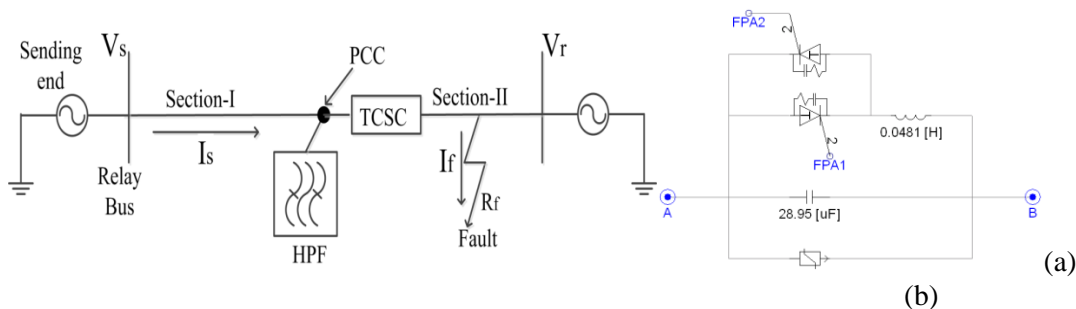 Sending
end
Vs
Section-I
Is
Relay
Bus
PCC
HPF
TCSC
Section-II
If
Rf
Fault
Vr
FPA2
2
2
FPA1
0.0481 [H]
A
28.95 [uF]
B
(a)
(b)